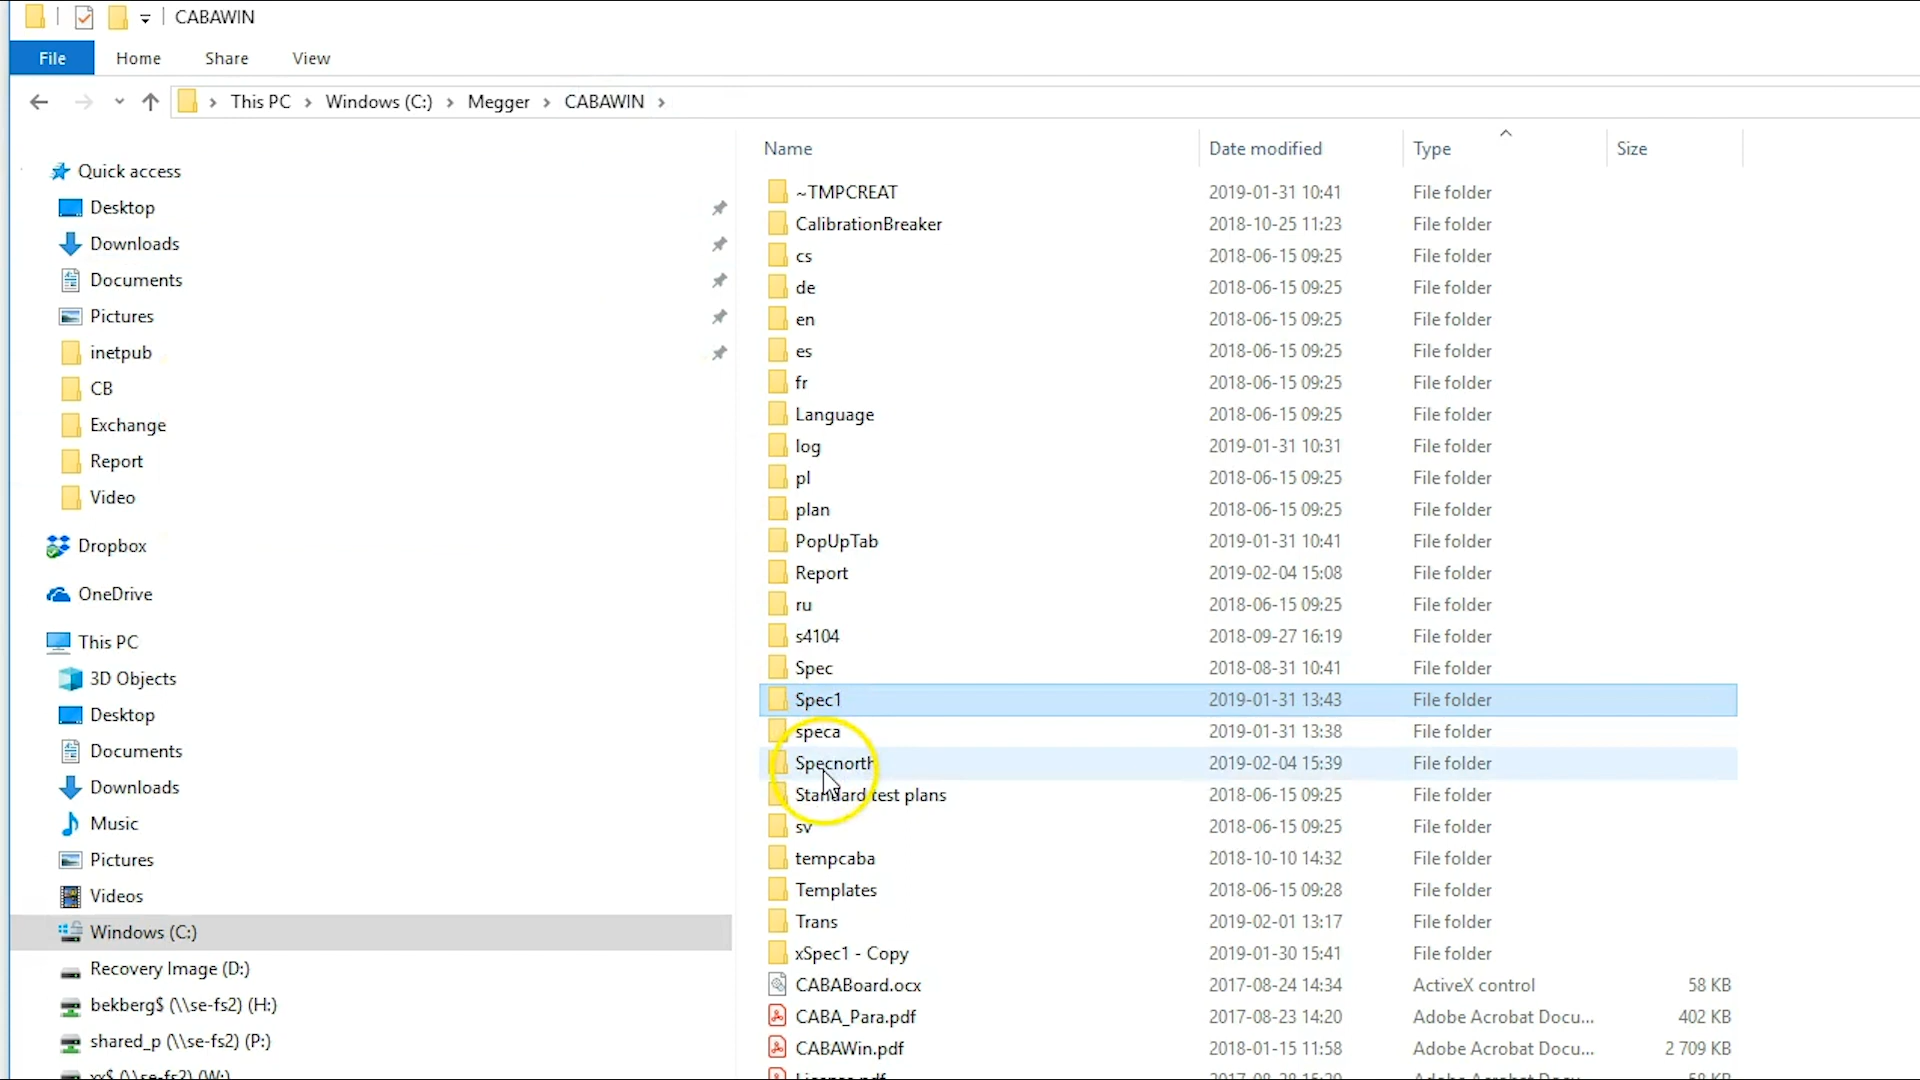 CABAWIN
File Home Share View
This PC Windows (C:) Megger CABAWIN
Name Date modified Type Size
Quick access
Desktop
Downloads
Documents
Pictures
inetpub
CB
Exchange
Report
Video
Dropbox
OneDrive
This PC
3D Objects
Desktop
Documents
Downloads
Music
Pictures
Videos
Windows (C:)
Recovery Image (D:)
bekberg$ (\\se-fs2) (H:)
shared_p (\\se-fs2) (P:)
~TMPCREAT 2019-01-31 10:41 File folder
CalibrationBreaker 2018-10-25 11:23 File folder
cs 2018-06-15 09:25 File folder
de 2018-06-15 09:25 File folder
en 2018-06-15 09:25 File folder
es 2018-06-15 09:25 File folder
fr 2018-06-15 09:25 File folder
Language 2018-06-15 09:25 File folder
log 2019-01-31 10:31 File folder
pl 2018-06-15 09:25 File folder
plan 2018-06-15 09:25 File folder
PopUpTab 2019-01-31 10:41 File folder
Report 2019-02-04 15:08 File folder
ru 2018-06-15 09:25 File folder
s4104 2018-09-27 16:19 File folder
Spec 2018-08-31 10:41 File folder
Spec1 2019-01-31 13:43 File folder
speca 2019-01-31 13:38 File folder
Specnorth 2019-02-04 15:39 File folder
Standard test plans 2018-06-15 09:25 File folder
sv 2018-06-15 09:25 File folder
tempcaba 2018-10-10 14:32 File folder
Templates 2018-06-15 09:28 File folder
Trans 2019-02-01 13:17 File folder
xSpec1 - Copy 2019-01-30 15:41 File folder
CABABoard.ocx 2017-08-24 14:34 ActiveX control 58 KB
CABA_Para.pdf 2017-08-23 14:20 Adobe Acrobat Docu... 402 KB
CABAWin.pdf 2018-01-15 11:58 Adobe Acrobat Docu... 2 709 KB